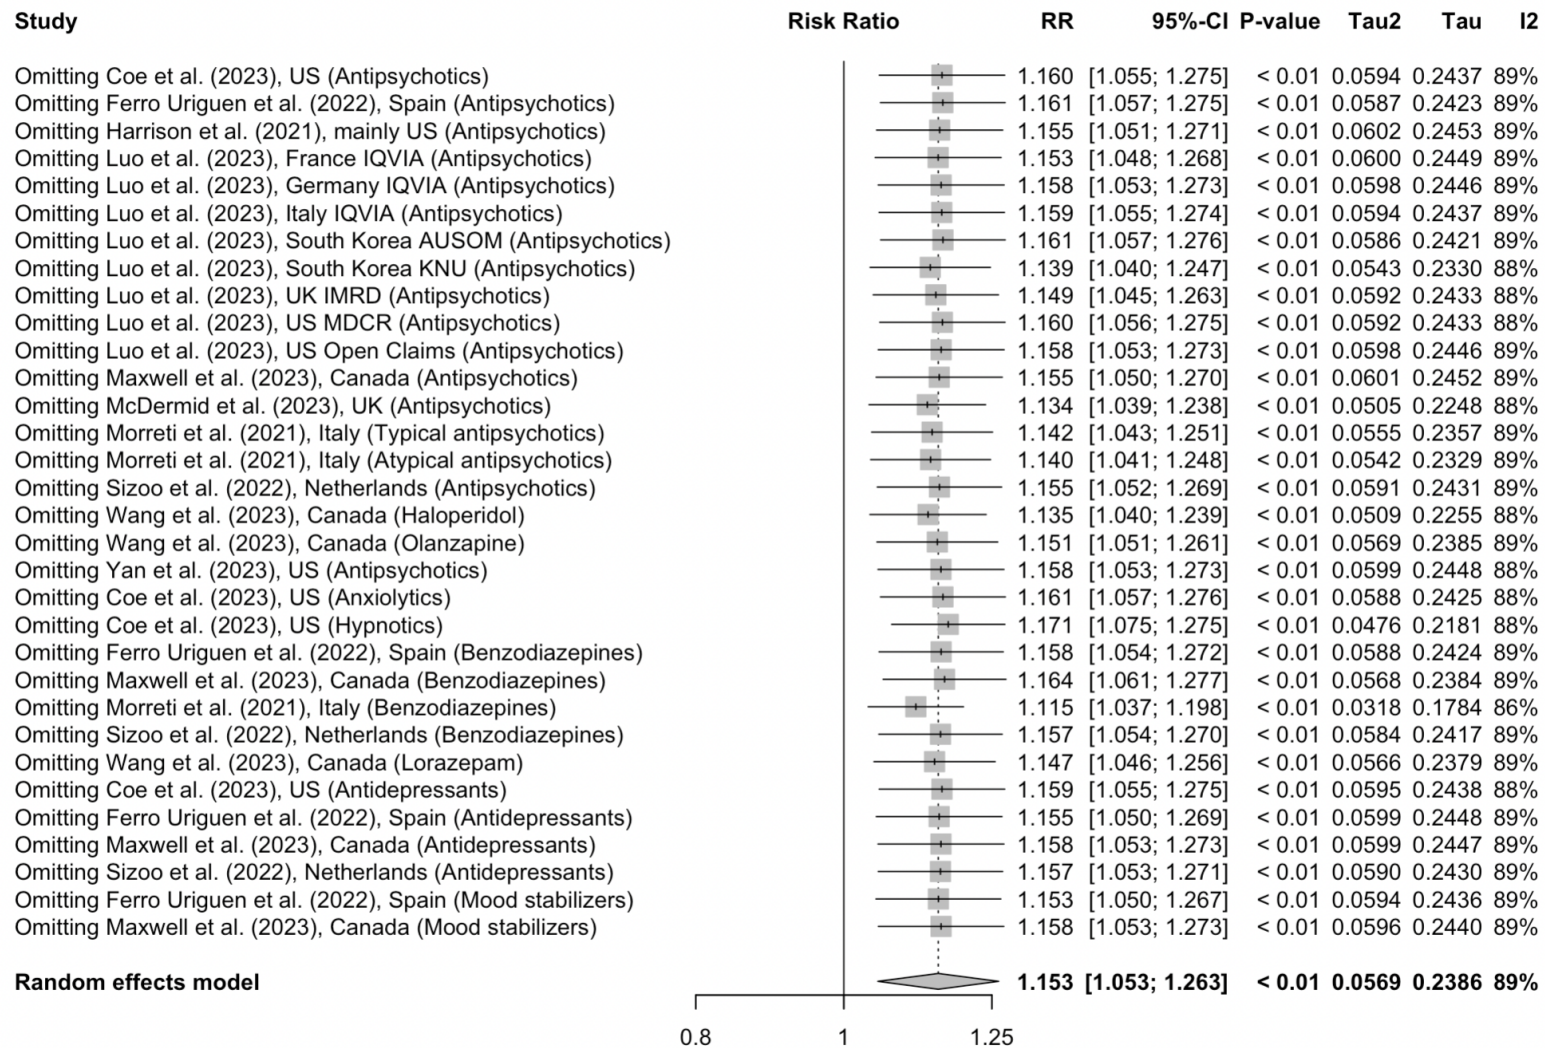 Study Risk Ratio RR 95%-CI P-value Tau2 Tau I2
Omitting Coe et al. (2023), US (Antipsychotics) 1.160 [1.055; 1.275] < 0.01 0.0594 0.2437 89%
Omitting Ferro Uriguen et al. (2022), Spain (Antipsychotics) 1.161 [1.057; 1.275] < 0.01 0.0587 0.2423 89%
Omitting Harrison et al. (2021), mainly US (Antipsychotics) 1.155 [1.051; 1.271] < 0.01 0.0602 0.2453 89%
Omitting Luo et al. (2023), France IQVIA (Antipsychotics) 1.153 [1.048; 1.268] < 0.01 0.0600 0.2449 89%
Omitting Luo et al. (2023), Germany IQVIA (Antipsychotics) 1.158 [1.053; 1.273] < 0.01 0.0598 0.2446 89%
Omitting Luo et al. (2023), Italy IQVIA (Antipsychotics) 1.159 [1.055; 1.274] < 0.01 0.0594 0.2437 89%
Omitting Luo et al. (2023), South Korea AUSOM (Antipsychotics) 1.161 [1.057; 1.276] < 0.01 0.0586 0.2421 89%
Omitting Luo et al. (2023), South Korea KNU (Antipsychotics) 1.139 [1.040; 1.247] < 0.01 0.0543 0.2330 88%
Omitting Luo et al. (2023), UK IMRD (Antipsychotics) 1.149 [1.045; 1.263] < 0.01 0.0592 0.2433 88%
Omitting Luo et al. (2023), US MDCR (Antipsychotics) 1.160 [1.056; 1.275] < 0.01 0.0592 0.2433 88%
Omitting Luo et al. (2023), US Open Claims (Antipsychotics) 1.158 [1.053; 1.273] < 0.01 0.0598 0.2446 89%
Omitting Maxwell et al. (2023), Canada (Antipsychotics) 1.155 [1.050; 1.270] < 0.01 0.0601 0.2452 89%
Omitting McDermid et al. (2023), UK (Antipsychotics) 1.134 [1.039; 1.238] < 0.01 0.0505 0.2248 88%
Omitting Morreti et al. (2021), Italy (Typical antipsychotics) 1.142 [1.043; 1.251] < 0.01 0.0555 0.2357 89%
Omitting Morreti et al. (2021), Italy (Atypical antipsychotics) 1.140 [1.041; 1.248] < 0.01 0.0542 0.2329 89%
Omitting Sizoo et al. (2022), Netherlands (Antipsychotics) 1.155 [1.052; 1.269] < 0.01 0.0591 0.2431 89%
Omitting Wang et al. (2023), Canada (Haloperidol) 1.135 [1.040; 1.239] < 0.01 0.0509 0.2255 88%
Omitting Wang et al. (2023), Canada (Olanzapine) 1.151 [1.051; 1.261] < 0.01 0.0569 0.2385 89%
Omitting Yan et al. (2023), US (Antipsychotics) 1.158 [1.053; 1.273] < 0.01 0.0599 0.2448 88%
Omitting Coe et al. (2023), US (Anxiolytics) 1.161 [1.057; 1.276] < 0.01 0.0588 0.2425 88%
Omitting Coe et al. (2023), US (Hypnotics) 1.171 [1.075; 1.275] < 0.01 0.0476 0.2181 88%
Omitting Ferro Uriguen et al. (2022), Spain (Benzodiazepines) 1.158 [1.054; 1.272] < 0.01 0.0588 0.2424 89%
Omitting Maxwell et al. (2023), Canada (Benzodiazepines) 1.164 [1.061; 1.277] < 0.01 0.0568 0.2384 89%
Omitting Morreti et al. (2021), Italy (Benzodiazepines) 1.115 [1.037; 1.198] < 0.01 0.0318 0.1784 86%
Omitting Sizoo et al. (2022), Netherlands (Benzodiazepines) 1.157 [1.054; 1.270] < 0.01 0.0584 0.2417 89%
Omitting Wang et al. (2023), Canada (Lorazepam) 1.147 [1.046; 1.256] < 0.01 0.0566 0.2379 89%
Omitting Coe et al. (2023), US (Antidepressants) 1.159 [1.055; 1.275] < 0.01 0.0595 0.2438 88%
Omitting Ferro Uriguen et al. (2022), Spain (Antidepressants) 1.155 [1.050; 1.269] < 0.01 0.0599 0.2448 89%
Omitting Maxwell et al. (2023), Canada (Antidepressants) 1.158 [1.053; 1.273] < 0.01 0.0599 0.2447 89%
Omitting Sizoo et al. (2022), Netherlands (Antidepressants) 1.157 [1.053; 1.271] < 0.01 0.0590 0.2430 89%
Omitting Ferro Uriguen et al. (2022), Spain (Mood stabilizers) 1.153 [1.050; 1.267] < 0.01 0.0594 0.2436 89%
Omitting Maxwell et al. (2023), Canada (Mood stabilizers) 1.158 [1.053; 1.273] < 0.01 0.0596 0.2440 89%
Random effects model 1.153 [1.053; 1.263] < 0.01 0.0569 0.2386 89%
0.8 1 1.25